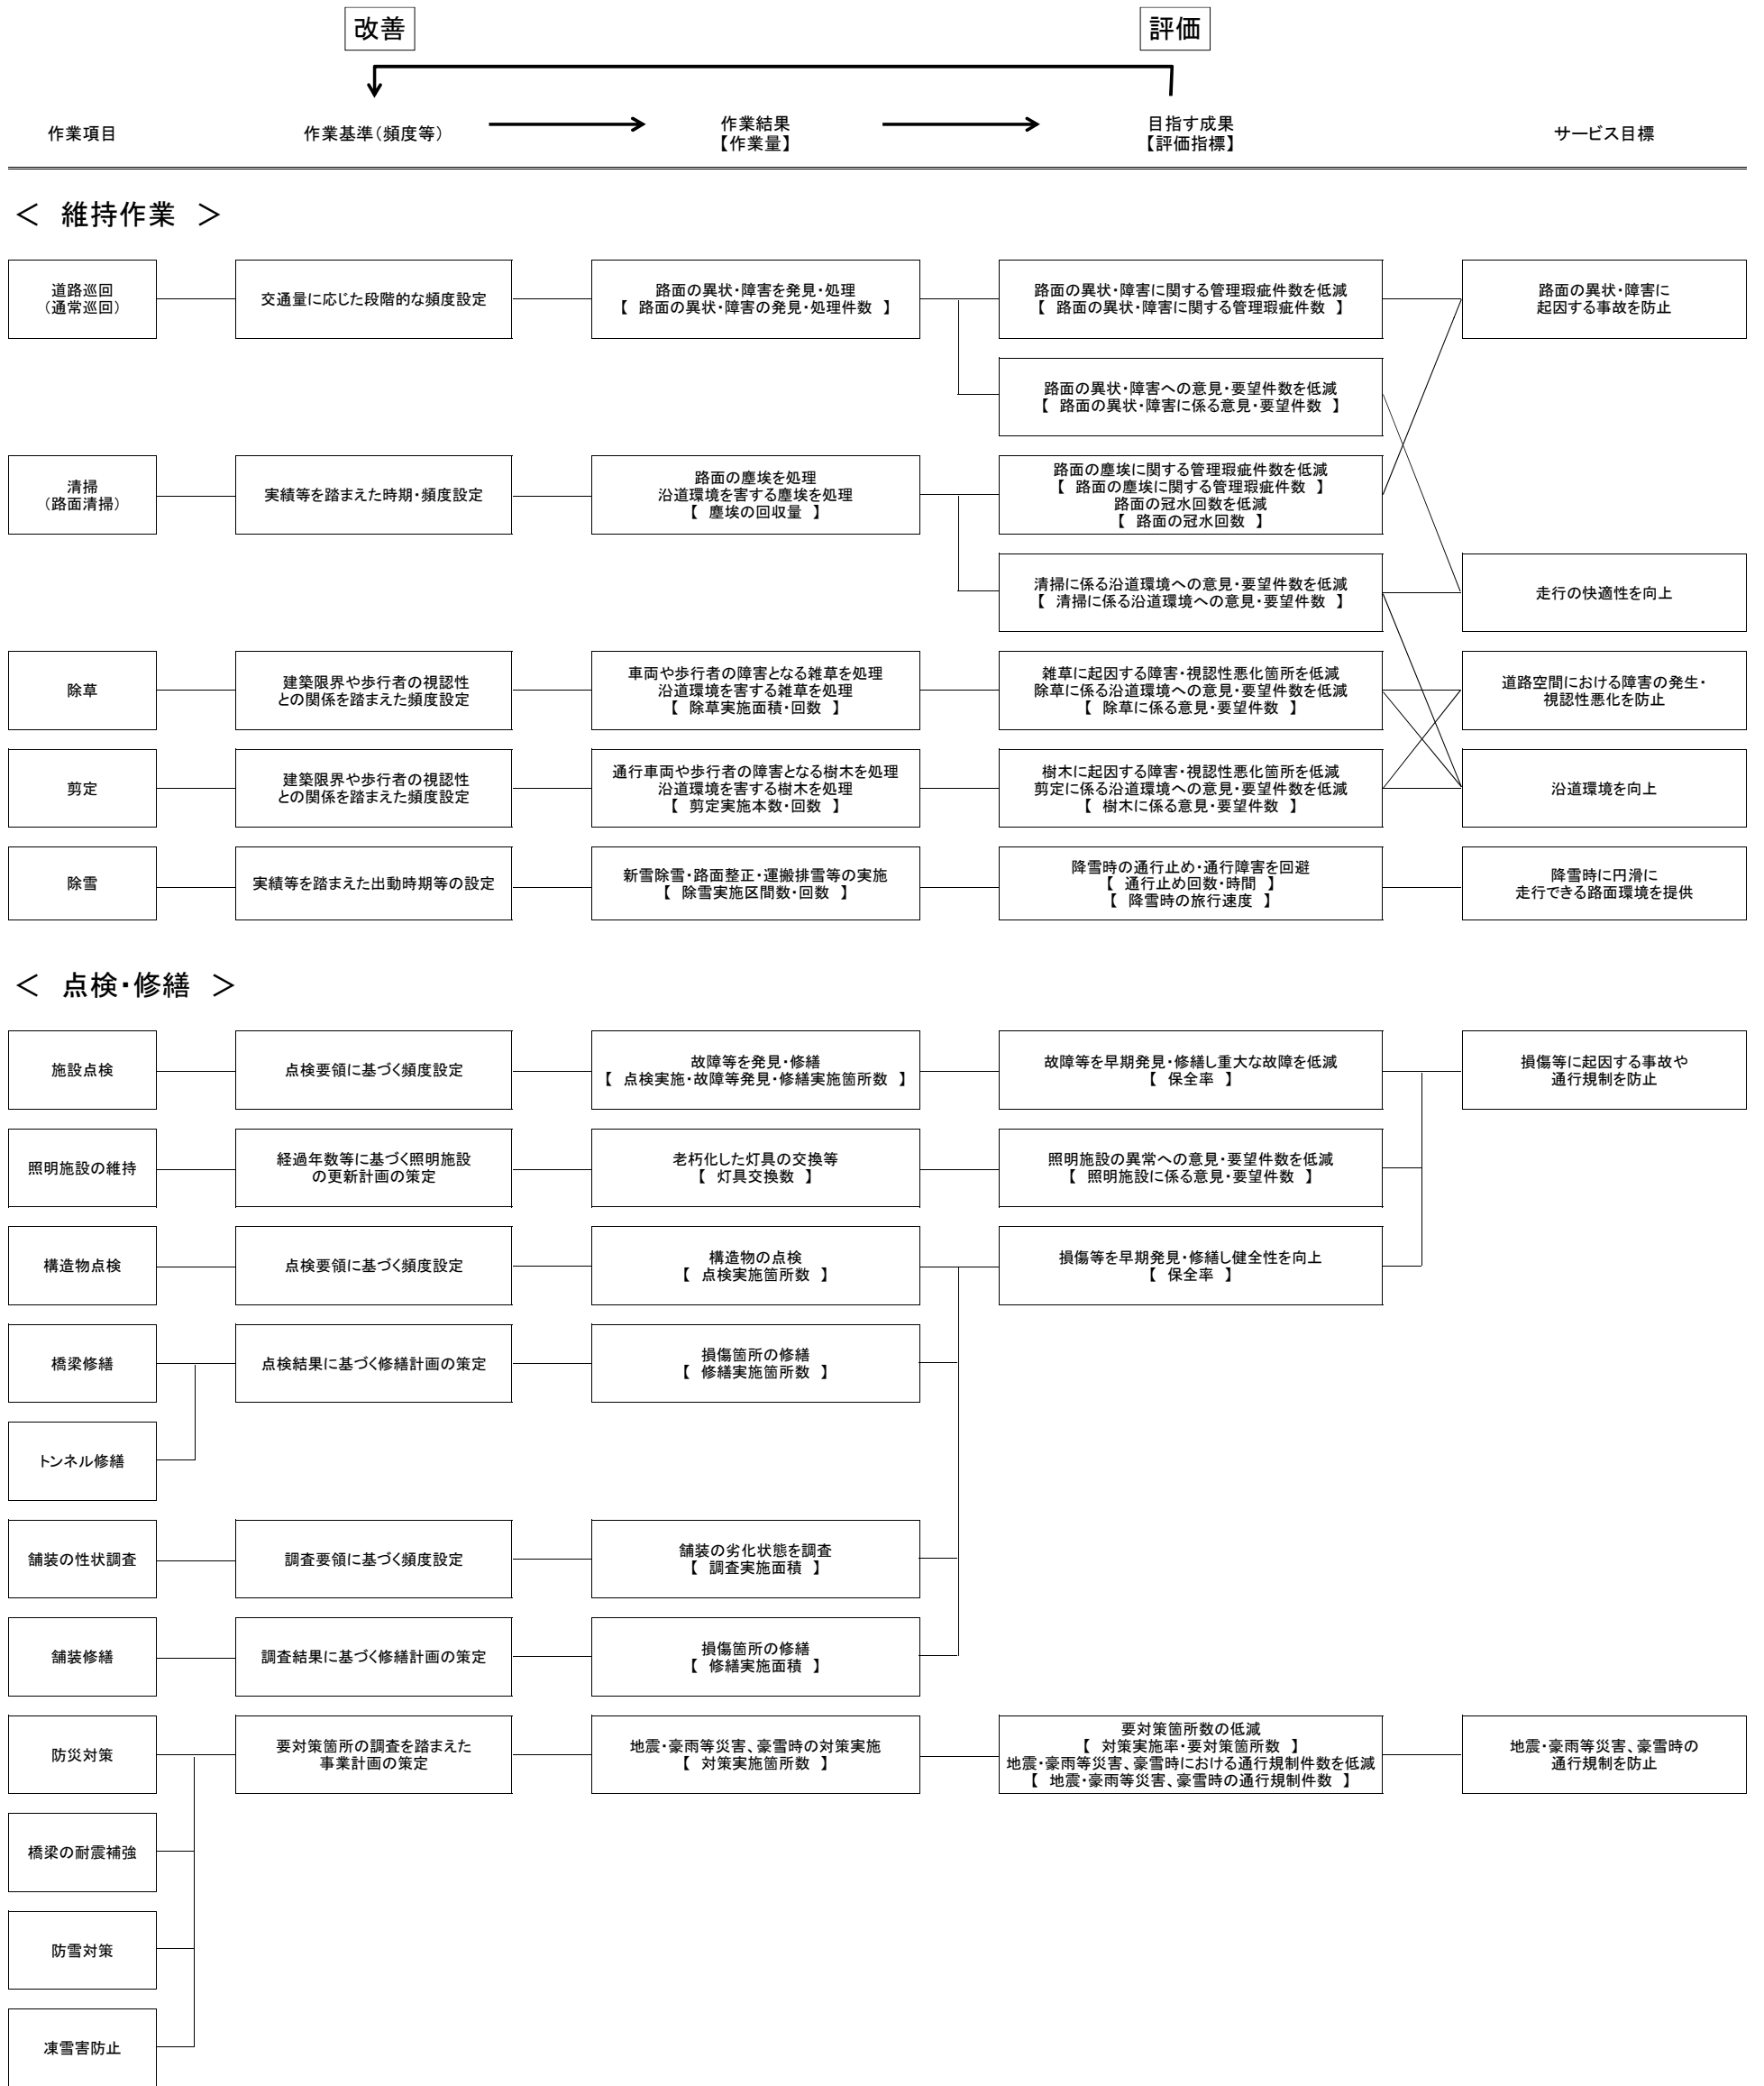 改善
評価
作業項目
作業基準(頻度等)
作業結果
【作業量】
目指す成果
【評価指標】
サービス目標
＜ 維持作業 ＞
道路巡回
(通常巡回)
交通量に応じた段階的な頻度設定
路面の異状・障害を発見・処理
【 路面の異状・障害の発見・処理件数 】
路面の異状・障害に関する管理瑕疵件数を低減
【 路面の異状・障害に関する管理瑕疵件数 】
路面の異状・障害に
起因する事故を防止
路面の異状・障害への意見・要望件数を低減
【 路面の異状・障害に係る意見・要望件数 】
清掃
(路面清掃)
実績等を踏まえた時期・頻度設定
路面の塵埃を処理
沿道環境を害する塵埃を処理
【 塵埃の回収量 】
路面の塵埃に関する管理瑕疵件数を低減
【 路面の塵埃に関する管理瑕疵件数 】
路面の冠水回数を低減
【 路面の冠水回数 】
清掃に係る沿道環境への意見・要望件数を低減
【 清掃に係る沿道環境への意見・要望件数 】
走行の快適性を向上
除草
建築限界や歩行者の視認性
との関係を踏まえた頻度設定
車両や歩行者の障害となる雑草を処理
沿道環境を害する雑草を処理
【 除草実施面積・回数 】
雑草に起因する障害・視認性悪化箇所を低減
除草に係る沿道環境への意見・要望件数を低減
【 除草に係る意見・要望件数 】
道路空間における障害の発生・
視認性悪化を防止
剪定
建築限界や歩行者の視認性
との関係を踏まえた頻度設定
通行車両や歩行者の障害となる樹木を処理
沿道環境を害する樹木を処理
【 剪定実施本数・回数 】
樹木に起因する障害・視認性悪化箇所を低減
剪定に係る沿道環境への意見・要望件数を低減
【 樹木に係る意見・要望件数 】
沿道環境を向上
除雪
実績等を踏まえた出動時期等の設定
新雪除雪・路面整正・運搬排雪等の実施
【 除雪実施区間数・回数 】
降雪時の通行止め・通行障害を回避
【 通行止め回数・時間 】
【 降雪時の旅行速度 】
降雪時に円滑に
走行できる路面環境を提供
＜ 点検・修繕 ＞
施設点検
点検要領に基づく頻度設定
故障等を発見・修繕
【 点検実施・故障等発見・修繕実施箇所数 】
故障等を早期発見・修繕し重大な故障を低減
【 保全率 】
損傷等に起因する事故や
通行規制を防止
照明施設の維持
経過年数等に基づく照明施設
の更新計画の策定
老朽化した灯具の交換等
【 灯具交換数 】
照明施設の異常への意見・要望件数を低減
【 照明施設に係る意見・要望件数 】
構造物点検
点検要領に基づく頻度設定
構造物の点検
【 点検実施箇所数 】
損傷等を早期発見・修繕し健全性を向上
【 保全率 】
橋梁修繕
点検結果に基づく修繕計画の策定
損傷箇所の修繕
【 修繕実施箇所数 】
トンネル修繕
舗装の性状調査
調査要領に基づく頻度設定
舗装の劣化状態を調査
【 調査実施面積 】
舗装修繕
調査結果に基づく修繕計画の策定
損傷箇所の修繕
【 修繕実施面積 】
防災対策
要対策箇所の調査を踏まえた
事業計画の策定
地震・豪雨等災害、豪雪時の対策実施
【 対策実施箇所数 】
要対策箇所数の低減
【 対策実施率・要対策箇所数 】
地震・豪雨等災害、豪雪時における通行規制件数を低減
【 地震・豪雨等災害、豪雪時の通行規制件数 】
地震・豪雨等災害、豪雪時の
通行規制を防止
橋梁の耐震補強
防雪対策
凍雪害防止